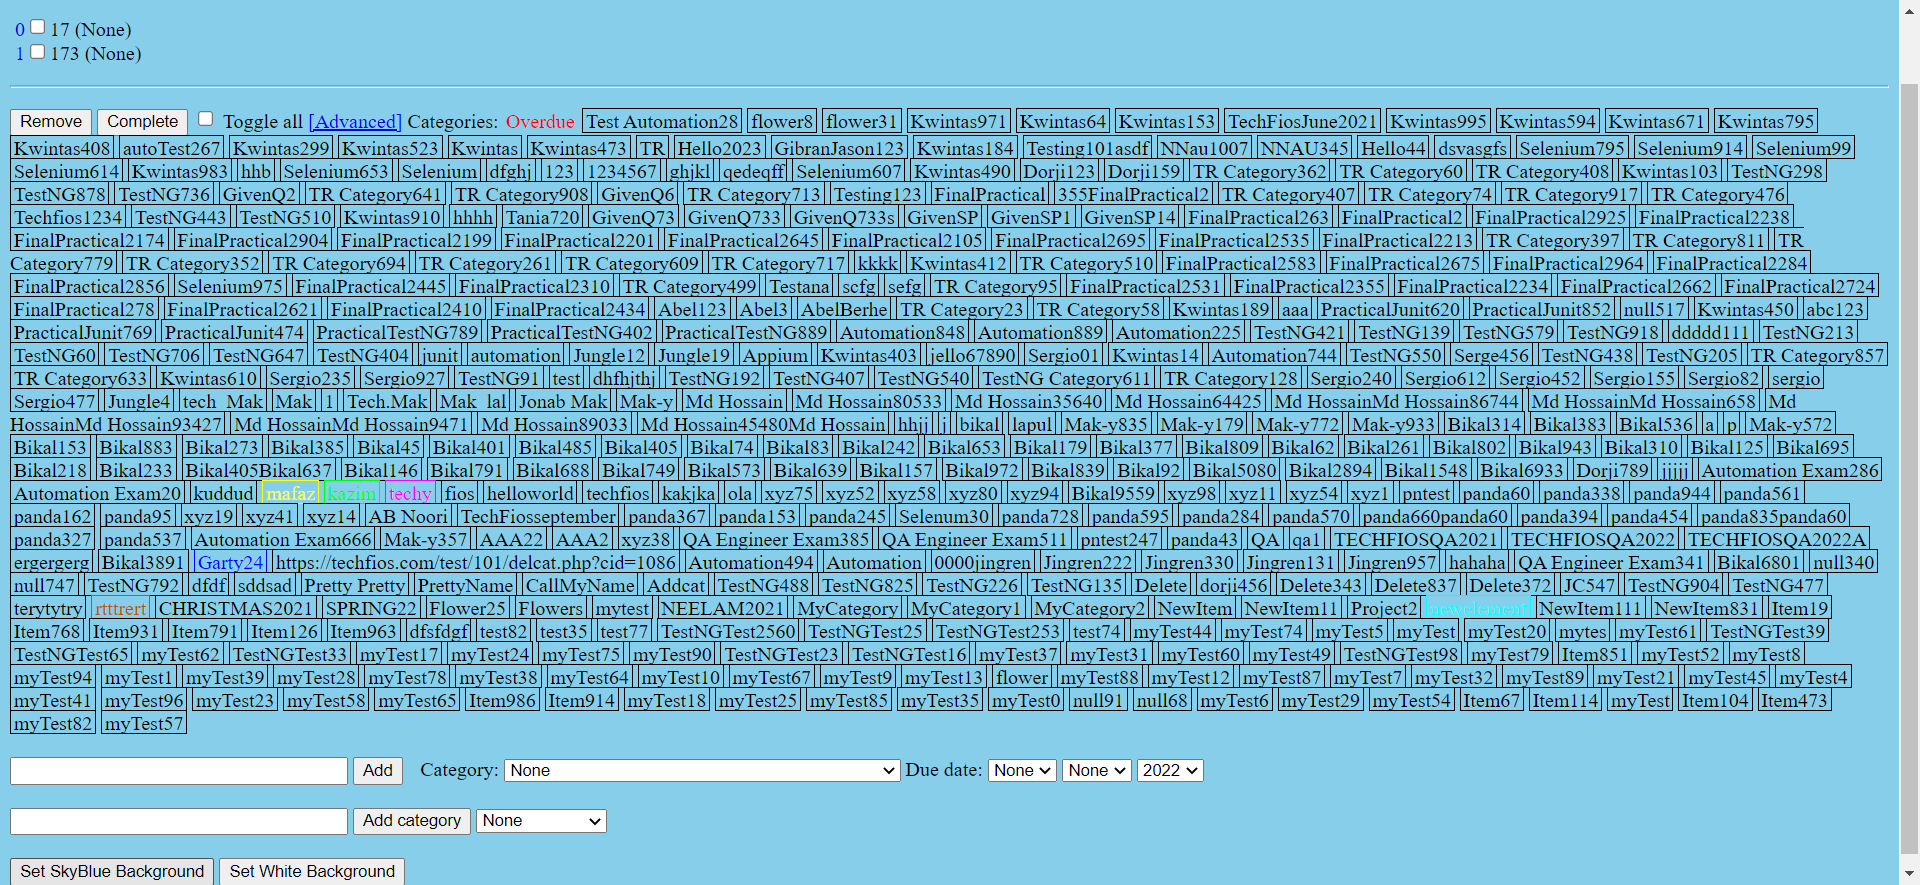 0 17 (None)
1 173 (None)
Remove Complete Toggle all [Advanced] Categories: Overdue Test Automation28 flower8 flower31 Kwintas971 Kwintas64 Kwintas153 TechFiosJune2021 Kwintas995 Kwintas594 Kwintas671 Kwintas795
Kwintas408 autoTest267 Kwintas299 Kwintas523 Kwintas Kwintas473 TR Hello2023 GibranJason123 Kwintas184 Testing101asdf NNau1007 NNAU345 Hello44 dsvasgfs Selenium795 Selenium914 Selenium99
Selenium614 Kwintas983 hhb Selenium653 Selenium dfghj 123 1234567 ghjkl qedeqff Selenium607 Kwintas490 Dorji123 Dorji159 TR Category362 TR Category60 TR Category408 Kwintas103 TestNG298
TestNG878 TestNG736 GivenQ2 TR Category641 TR Category908 GivenQ6 TR Category713 Testing123 FinalPractical 355FinalPractical2 TR Category407 TR Category74 TR Category917 TR Category476
Techfios1234 TestNG443 TestNG510 Kwintas910 hhhh Tania720 GivenQ73 GivenQ733 GivenQ733s GivenSP GivenSP1 GivenSP14 FinalPractical263 FinalPractical2 FinalPractical2925 FinalPractical2238
FinalPractical2174 FinalPractical2904 FinalPractical2199 FinalPractical2201 FinalPractical2645 FinalPractical2105 FinalPractical2695 FinalPractical2535 FinalPractical2213 TR Category397 TR Category811 TR
Category779 TR Category352 TR Category694 TR Category261 TR Category609 TR Category717 kkkk Kwintas412 TR Category510 FinalPractical2583 FinalPractical2675 FinalPractical2964 FinalPractical2284
FinalPractical2856 Selenium975 FinalPractical2445 FinalPractical2310 TR Category499 Testana scfg sefg TR Category95 FinalPractical2531 FinalPractical2355 FinalPractical2234 FinalPractical2662 FinalPractical2724
FinalPractical278 FinalPractical2621 FinalPractical2410 FinalPractical2434 Abel123 Abel3 AbelBerhe TR Category23 TR Category58 Kwintas189 aaa PracticalJunit620 PracticalJunit852 null517 Kwintas450 abc123
PracticalJunit769 PracticalJunit474 PracticalTestNG789 PracticalTestNG402 PracticalTestNG889 Automation848 Automation889 Automation225 TestNG421 TestNG139 TestNG579 TestNG918 ddddd111 TestNG213
TestNG60 TestNG706 TestNG647 TestNG404 junit automation Jungle12 Jungle19 Appium Kwintas403 jello67890 Sergio01 Kwintas14 Automation744 TestNG550 Serge456 TestNG438 TestNG205 TR Category857
TR Category633 Kwintas610 Sergio235 Sergio927 TestNG91 test dhfhjthj TestNG192 TestNG407 TestNG540 TestNG Category611 TR Category128 Sergio240 Sergio612 Sergio452 Sergio155 Sergio82 sergio
Sergio477 Jungle4 tech_Mak Mak 1 Tech.Mak Mak_lal Jonab Mak Mak-y Md Hossain Md Hossain80533 Md Hossain35640 Md Hossain64425 Md HossainMd Hossain86744 Md HossainMd Hossain658 Md
HossainMd Hossain93427 Md HossainMd Hossain9471 Md Hossain89033 Md Hossain45480Md Hossain hhjj j bikal lapul Mak-y835 Mak-y179 Mak-y772 Mak-y933 Bikal314 Bikal383 Bikal536 a p Mak-y572
Bikal153 Bikal883 Bikal273 Bikal385 Bikal45 Bikal401 Bikal485 Bikal405 Bikal74 Bikal83 Bikal242 Bikal653 Bikal179 Bikal377 Bikal809 Bikal62 Bikal261 Bikal802 Bikal943 Bikal310 Bikal125 Bikal695
Bikal218 Bikal233 Bikal405Bikal637 Bikal146 Bikal791 Bikal688 Bikal749 Bikal573 Bikal639 Bikal157 Bikal972 Bikal839 Bikal92 Bikal5080 Bikal2894 Bikal1548 Bikal6933 Dorji789 jjjjj Automation Exam286
Automation Exam20 kuddud mafaz kazim techy fios helloworld techfios kakjka ola xyz75 xyz52 xyz58 xyz80 xyz94 Bikal9559 xyz98 xyz11 xyz54 xyz1 pntest panda60 panda338 panda944 panda561
panda162 panda95 xyz19 xyz41 xyz14 AB Noori TechFiosseptember panda367 panda153 panda245 Selenum30 panda728 panda595 panda284 panda570 panda660panda60 panda394 panda454 panda835panda60
panda327 panda537 Automation Exam666 Mak-y357 AAA22 AAA2 xyz38 QA Engineer Exam385 QA Engineer Exam511 pntest247 panda43 QA qa1 TECHFIOSQA2021 TECHFIOSQA2022 TECHFIOSQA2022A
ergergerg Bikal3891 Garty24 https://techfios.com/test/101/delcat.php?cid=1086 Automation494 Automation 0000jingren Jingren222 Jingren330 Jingren131 Jingren957 hahaha QA Engineer Exam341 Bikal6801 null340
null747 TestNG792 dfdf sddsad Pretty Pretty PrettyName CallMyName Addcat TestNG488 TestNG825 TestNG226 TestNG135 Delete dorji456 Delete343 Delete837 Delete372 JC547 TestNG904 TestNG477
terytytry rtttrert CHRISTMAS2021 SPRING22 Flower25 Flowers mytest NEELAM2021 MyCategory MyCategory1 MyCategory2 NewItem NewItem11 Project2 newelement NewItem111 NewItem831 Item19
Item768 Item931 Item791 Item126 Item963 dfsfdgf test82 test35 test77 TestNGTest2560 TestNGTest25 TestNGTest253 test74 myTest44 myTest74 myTest5 myTest myTest20 mytes myTest61 TestNGTest39
TestNGTest65 myTest62 TestNGTest33 myTest17 myTest24 myTest75 myTest90 TestNGTest23 TestNGTest16 myTest37 myTest31 myTest60 myTest49 TestNGTest98 myTest79 Item851 myTest52 myTest8
myTest94 myTest1 myTest39 myTest28 myTest78 myTest38 myTest64 myTest10 myTest67 myTest9 myTest13 flower myTest88 myTest12 myTest87 myTest7 myTest32 myTest89 myTest21 myTest45 myTest4
myTest41 myTest96 myTest23 myTest58 myTest65 Item986 Item914 myTest18 myTest25 myTest85 myTest35 myTest0 null91 null68 myTest6 myTest29 myTest54 Item67 Item114 myTest Item104 Item473
myTest82 myTest57
Add Category: None Due date: None None 2022
Add category None
Set SkyBlue Background Set White Background